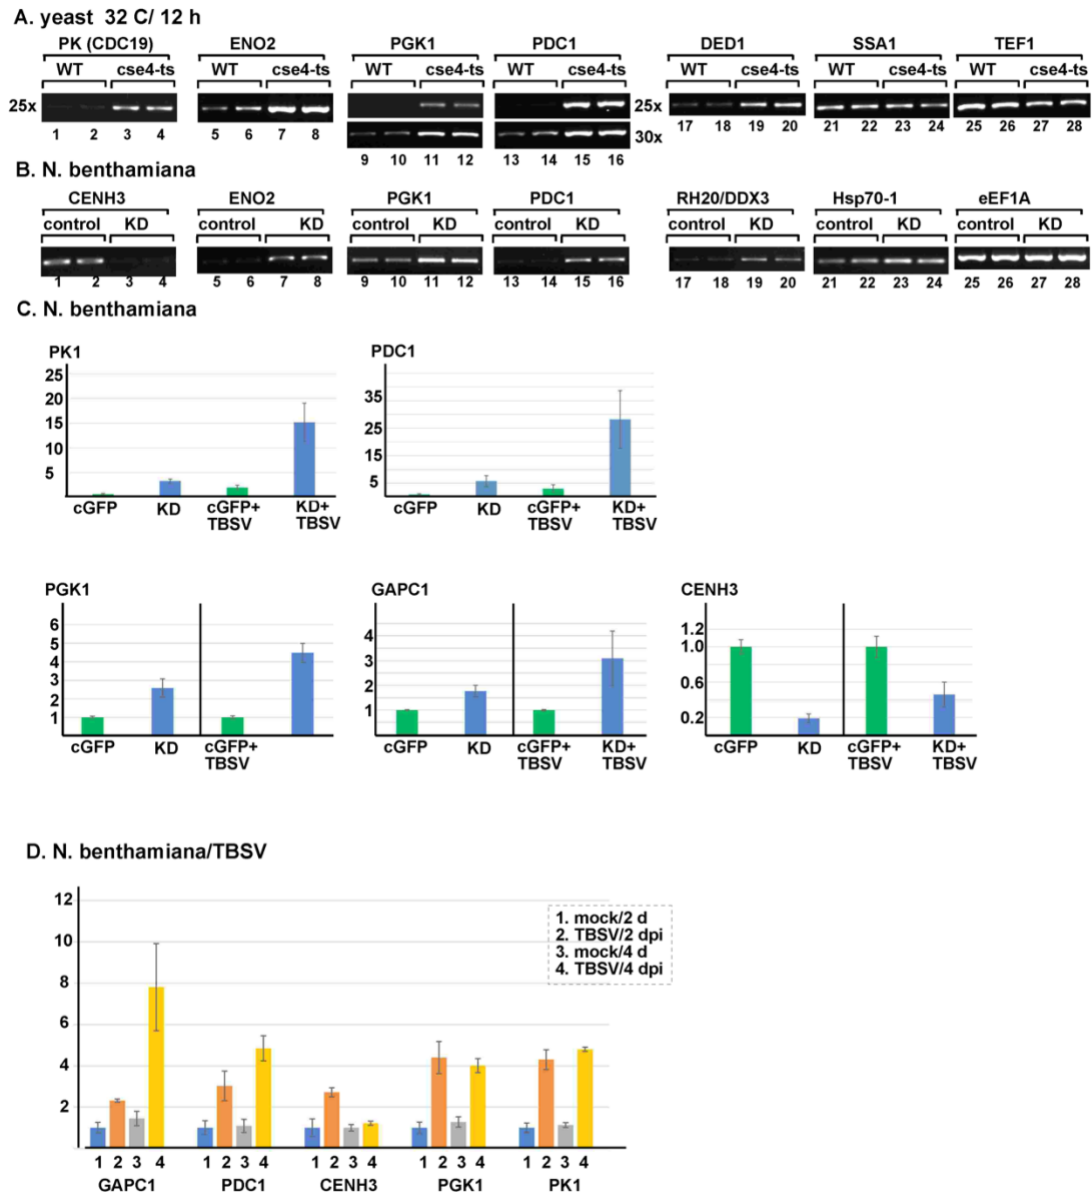 A. yeast 32 C/ 12 h
PK (CDC19) ENO2 PGK1 PDC1 DED1 SSA1 TEF1
WT cse4-ts WT cse4-ts WT cse4-ts WT cse4-ts WT cse4-ts WT cse4-ts WT cse4-ts
25x 25x
1 2 3 4 5 6 7 8 17 18 19 20 21 22 23 24 25 26 27 28
30x
9 10 11 12 13 14 15 16
B. N. benthamiana
CENH3 ENO2 PGK1 PDC1 RH20/DDX3 Hsp70-1 eEF1A
control KD control KD control KD control KD control KD control KD control KD
1 2 3 4 5 6 7 8 9 10 11 12 13 14 15 16 17 18 19 20 21 22 23 24 25 26 27 28
C. N. benthamiana
PK1
25
20
15
10
5
cGFP KD cGFP+ KD+
TBSV TBSV
PDC1
35
25
15
5
cGFP KD cGFP+ KD+
TBSV TBSV
PGK1
6
5
4
3
2
1
cGFP KD cGFP+
TBSV
GAPC1
4
3
2
1
cGFP KD cGFP+ KD+
TBSV TBSV
CENH3
1.2
1.0
0.6
0.2
cGFP KD cGFP+ KD+
TBSV TBSV
D. N. benthamiana/TBSV
12
10
8
6
4
2
1. mock/2 d
2. TBSV/2 dpi
3. mock/4 d
4. TBSV/4 dpi
1 2 3 4 1 2 3 4 1 2 3 4 1 2 3 4 1 2 3 4
GAPC1 PDC1 CENH3 PGK1 PK1